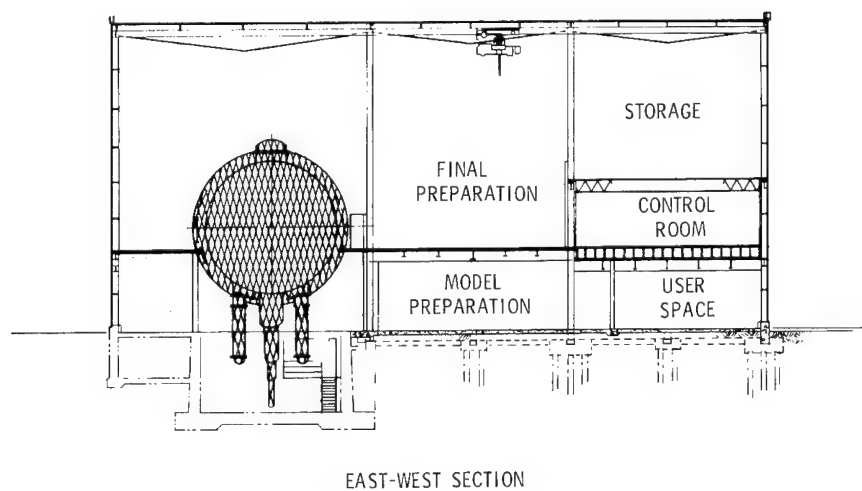 STORAGE
FINAL
PREPARATION
CONTROL
ROOM
MODEL
PREPARATION
USER
SPACE
EAST-WEST SECTION